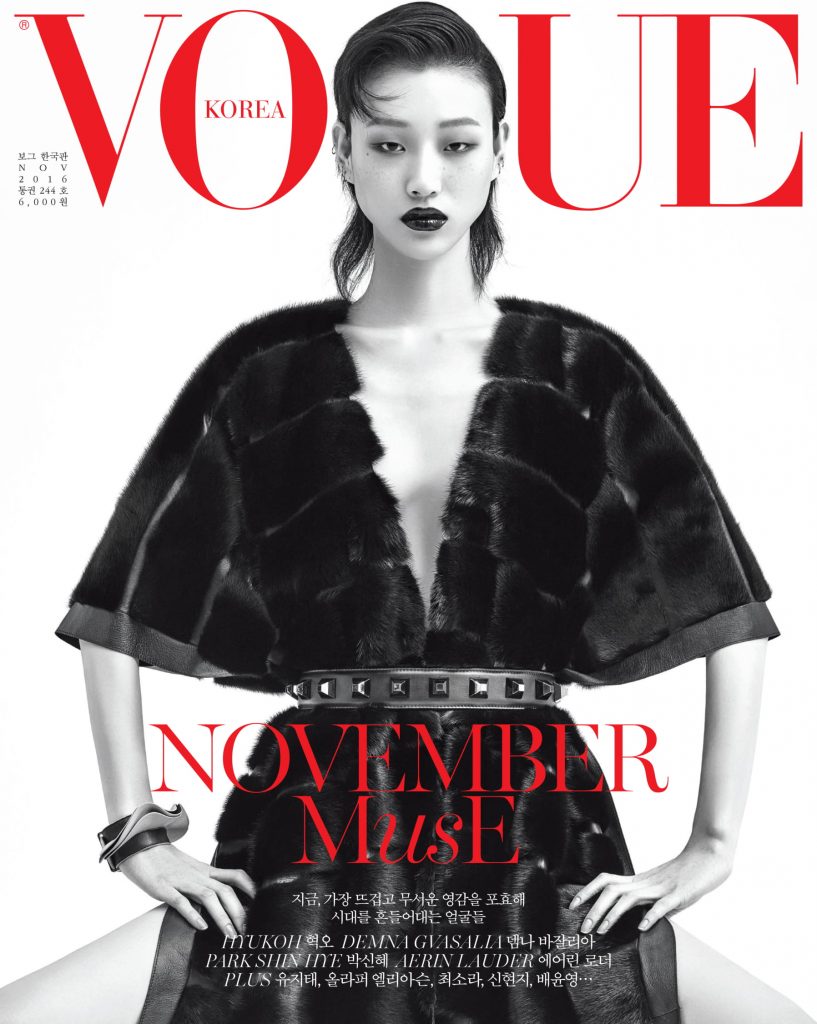 ®
VOGUE
KOREA
보그 한국판
NOV
2016
통권 244 호
6,000원
NOVEMBER
MusE
지금, 가장 뜨겁고 무서운 영감을 포효해
시대를 흔들어대는 얼굴들
HYUKOH 혁오 DEMNA GVASALIA 뎀나 바잘리아
PARK SHIN HYE 박신혜 AERIN LAUDER 에어린 로더
PLUS 유지태, 올라퍼 엘리아슨, 최소라, 신현지, 배윤영…